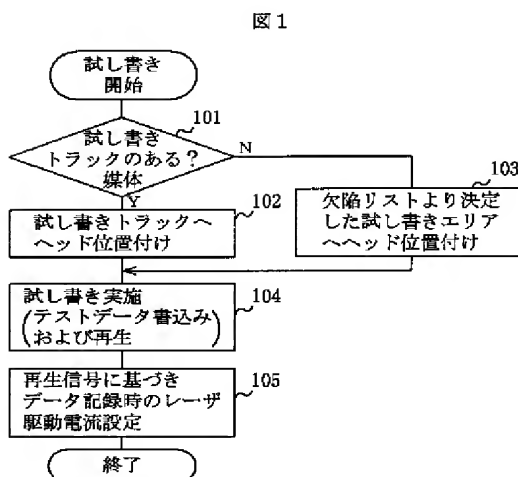 図1
試し書き
開始
101
試し書き
トラックのある？
媒体
N
Y
102
試し書きトラックへ
ヘッド位置付け
103
欠陥リストより決定
した試し書きエリア
へヘッド位置付け
104
試し書き実施
(テストデータ書込み)
および再生
105
再生信号に基づき
データ記録時のレーザ
駆動電流設定
終了